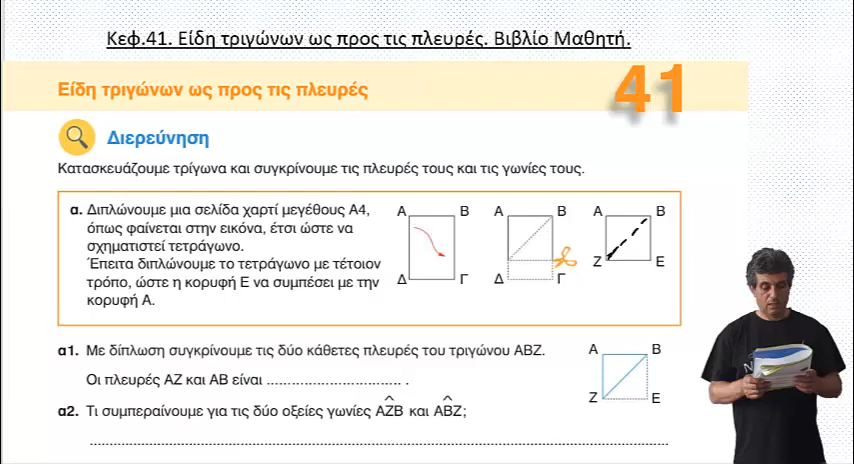 Κεφ.41. Είδη τριγώνων ως προς τις πλευρές. Βιβλίο Μαθητή.
Είδη τριγώνων ως προς τις πλευρές
41
Διερεύνηση
Κατασκευάζουμε τρίγωνα και συγκρίνουμε τις πλευρές τους και τις γωνίες τους.
α. Διπλώνουμε μια σελίδα χαρτί μεγέθους Α4,
όπως φαίνεται στην εικόνα, έτσι ώστε να
σχηματιστεί τετράγωνο.
Έπειτα διπλώνουμε το τετράγωνο με τέτοιον
τρόπο, ώστε η κορυφή Ε να συμπέσει με την
κορυφή Α.
Α Β Α Β Α Β
Ζ Ε
Δ Γ Δ Γ
α1. Με δίπλωση συγκρίνουμε τις δύο κάθετες πλευρές του τριγώνου ΑΒΖ.
Οι πλευρές ΑΖ και ΑΒ είναι .................................. .
Α Β
Ζ Ε
α2. Τι συμπεραίνουμε για τις δύο οξείες γωνίες ΑΖ̂Β και ΑΒ̂Ζ;